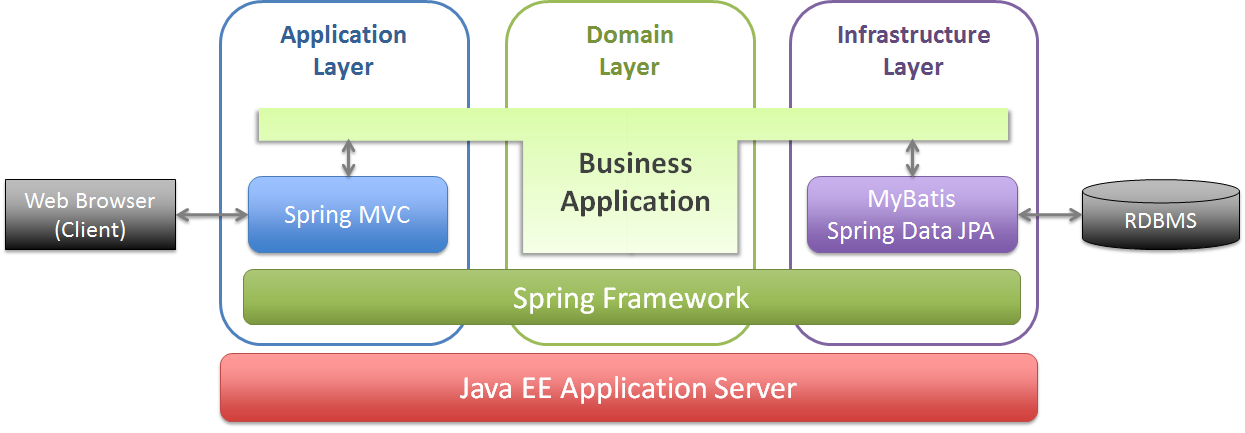 Application
Layer
Domain
Layer
Infrastructure
Layer
Business
Application
Web Browser
(Client)
Spring MVC
MyBatis
Spring Data JPA
RDBMS
Spring Framework
Java EE Application Server